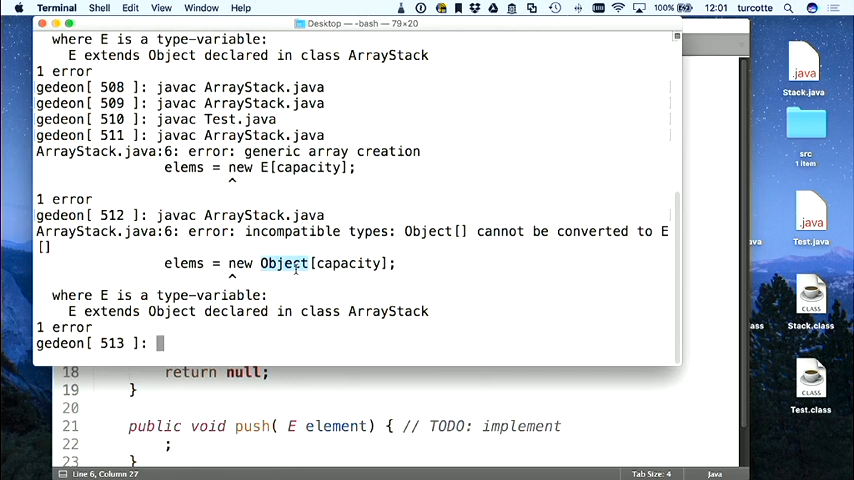 Terminal Shell Edit View Window Help 100% 12:01 turcotte
Desktop — -bash — 79×20
where E is a type-variable:
E extends Object declared in class ArrayStack
1 error
gedeon[ 508 ]: javac ArrayStack.java
gedeon[ 509 ]: javac ArrayStack.java
gedeon[ 510 ]: javac Test.java
gedeon[ 511 ]: javac ArrayStack.java
ArrayStack.java:6: error: generic array creation
elems = new E[capacity];
^
1 error
gedeon[ 512 ]: javac ArrayStack.java
ArrayStack.java:6: error: incompatible types: Object[] cannot be converted to E
[]
elems = new Object[capacity];
^
where E is a type-variable:
E extends Object declared in class ArrayStack
1 error
gedeon[ 513 ]:
18 return null;
19 }
20
21 public void push( E element) { // TODO: implement
22 ;
23 }
Line 6, Column 27 Tab Size: 4 Java
.java
Stack.java
src
1 item
.java
ava
Test.java
CLASS
ass
Stack.class
CLASS
Test.class